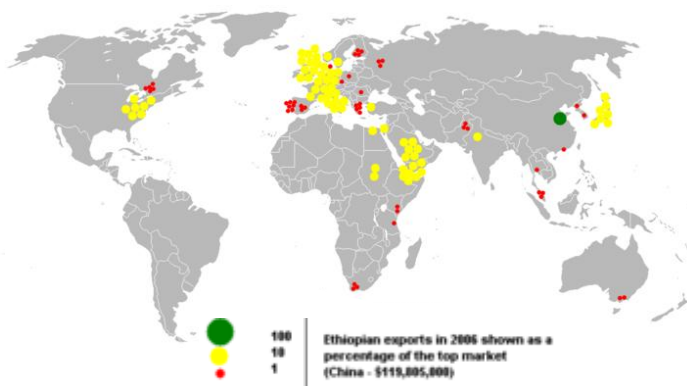 100
10
1
Ethiopian exports in 2006 shown as a
percentage of the top market
(China - $119,805,000)